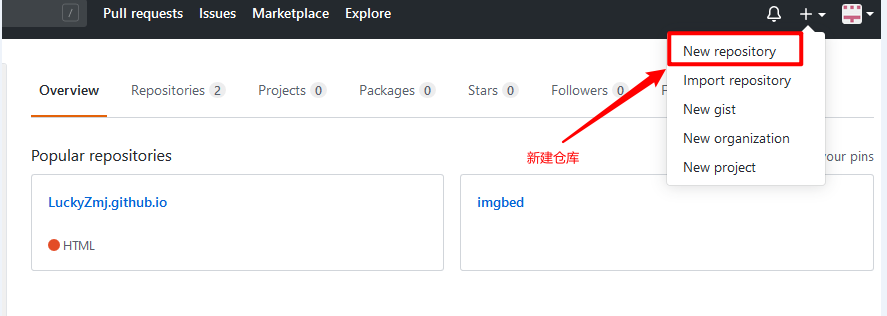 / Pull requests Issues Marketplace Explore
New repository
Import repository
New gist
New organization
New project
Overview Repositories 2 Projects 0 Packages 0 Stars 0 Followers 0
新建仓库
Popular repositories your pins
LuckyZmj.github.io imgbed
HTML